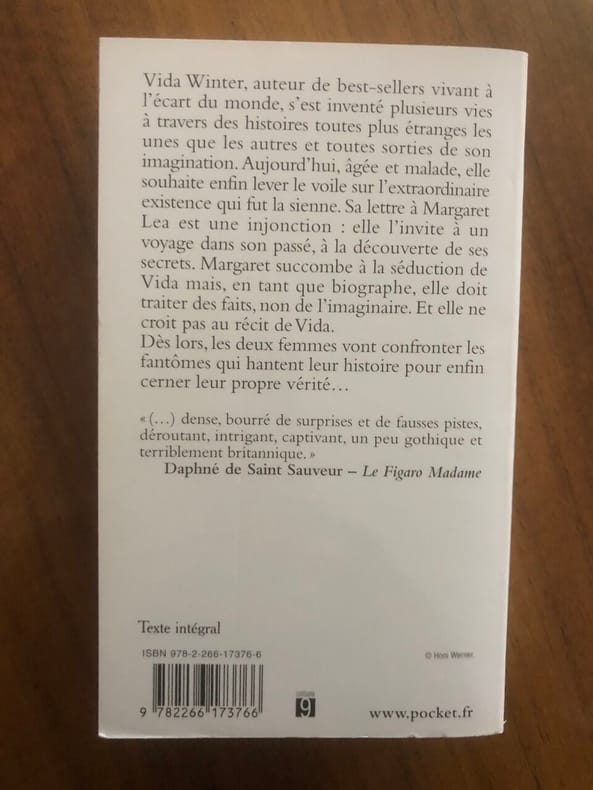 Vida Winter, auteur de best-sellers vivant à
l'écart du monde, s'est inventé plusieurs vies
à travers des histoires toutes plus étranges les
unes que les autres et toutes sorties de son
imagination. Aujourd'hui, âgée et malade, elle
souhaite enfin lever le voile sur l'extraordinaire
existence qui fut la sienne. Sa lettre à Margaret
Lea est une injonction : elle l'invite à un
voyage dans son passé, à la découverte de ses
secrets. Margaret succombe à la séduction de
Vida mais, en tant que biographe, elle doit
traiter des faits, non de l'imaginaire. Et elle ne
croit pas au récit de Vida.
Dès lors, les deux femmes vont confronter les
fantômes qui hantent leur histoire pour enfin
cerner leur propre vérité…
« (…) dense, bourré de surprises et de fausses pistes,
déroutant, intrigant, captivant, un peu gothique et
terriblement britannique. »
Daphné de Saint Sauveur – Le Figaro Madame
Texte intégral
ISBN 978-2-266-17376-6
© Hoos Werner.
9 782266 173766
9
www.pocket.fr